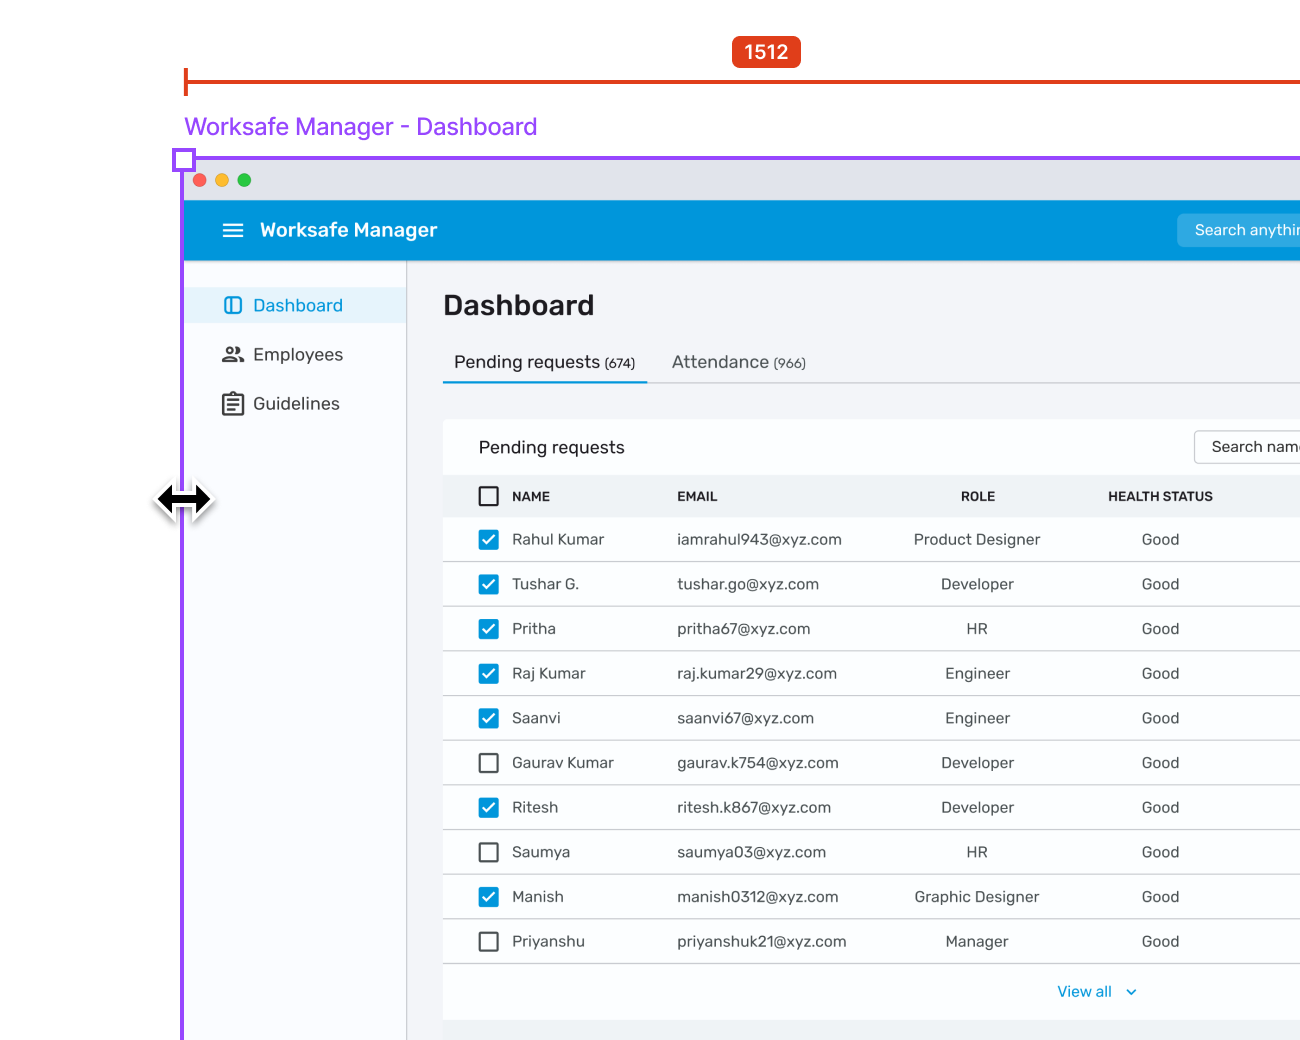 1512
Worksafe Manager - Dashboard
Worksafe Manager
Search anythin
Dashboard
Employees
Guidelines
Dashboard
Pending requests (674) Attendance (966)
Pending requests
Search name
NAME EMAIL ROLE HEALTH STATUS
Rahul Kumar iamrahul943@xyz.com Product Designer Good
Tushar G. tushar.go@xyz.com Developer Good
Pritha pritha67@xyz.com HR Good
Raj Kumar raj.kumar29@xyz.com Engineer Good
Saanvi saanvi67@xyz.com Engineer Good
Gaurav Kumar gaurav.k754@xyz.com Developer Good
Ritesh ritesh.k867@xyz.com Developer Good
Saumya saumya03@xyz.com HR Good
Manish manish0312@xyz.com Graphic Designer Good
Priyanshu priyanshuk21@xyz.com Manager Good
View all